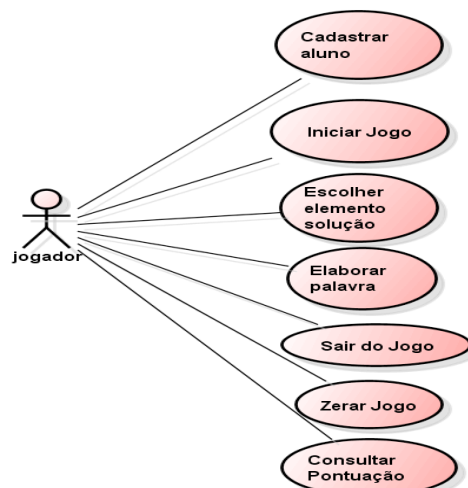 Cadastrar
aluno
Iniciar Jogo
Escolher
elemento
solução
jogador
Elaborar
palavra
Sair do Jogo
Zerar Jogo
Consultar
Pontuação